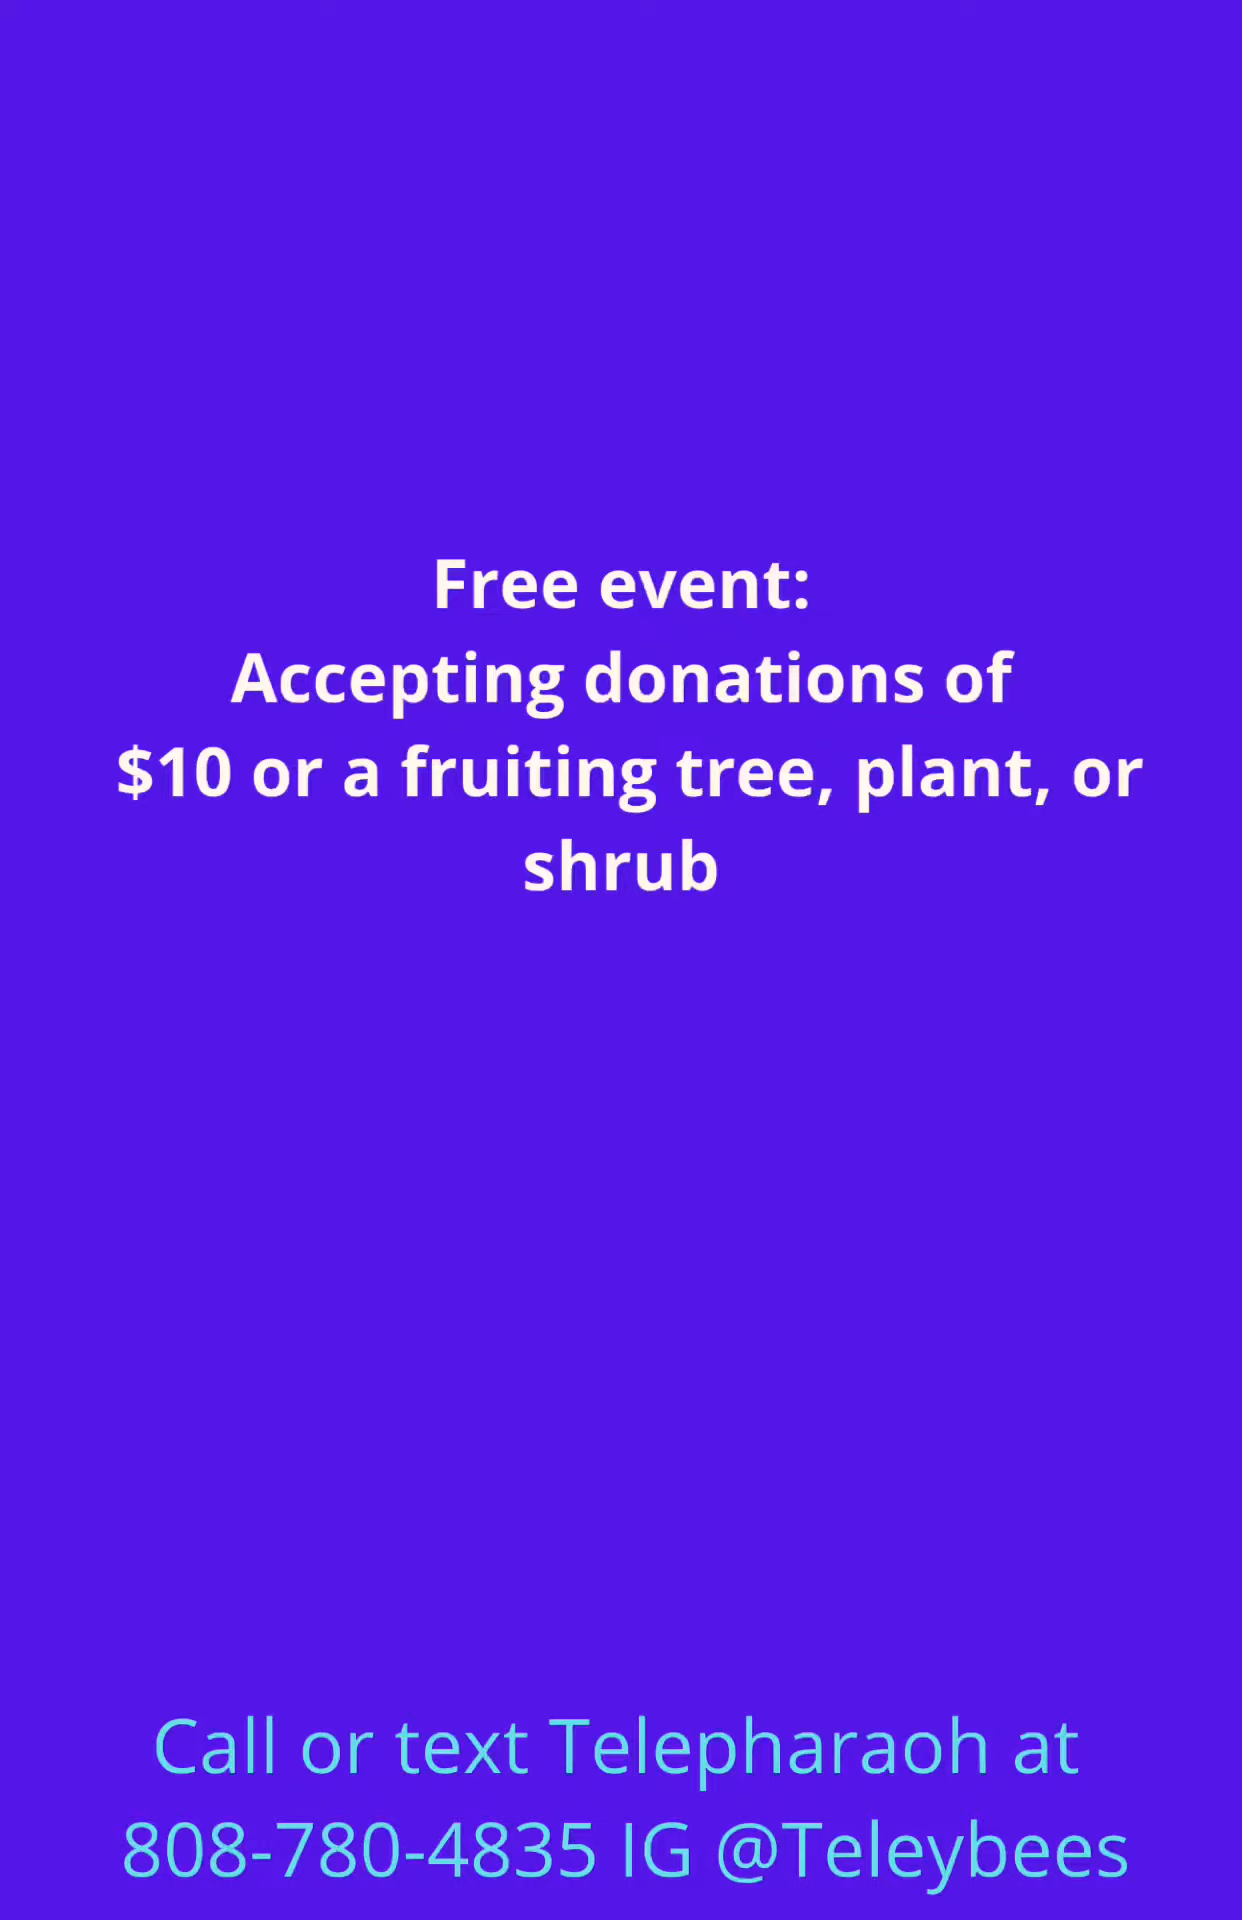 Free event:
Accepting donations of
$10 or a fruiting tree, plant, or
shrub
Call or text Telepharaoh at
808-780-4835 IG @Teleybees